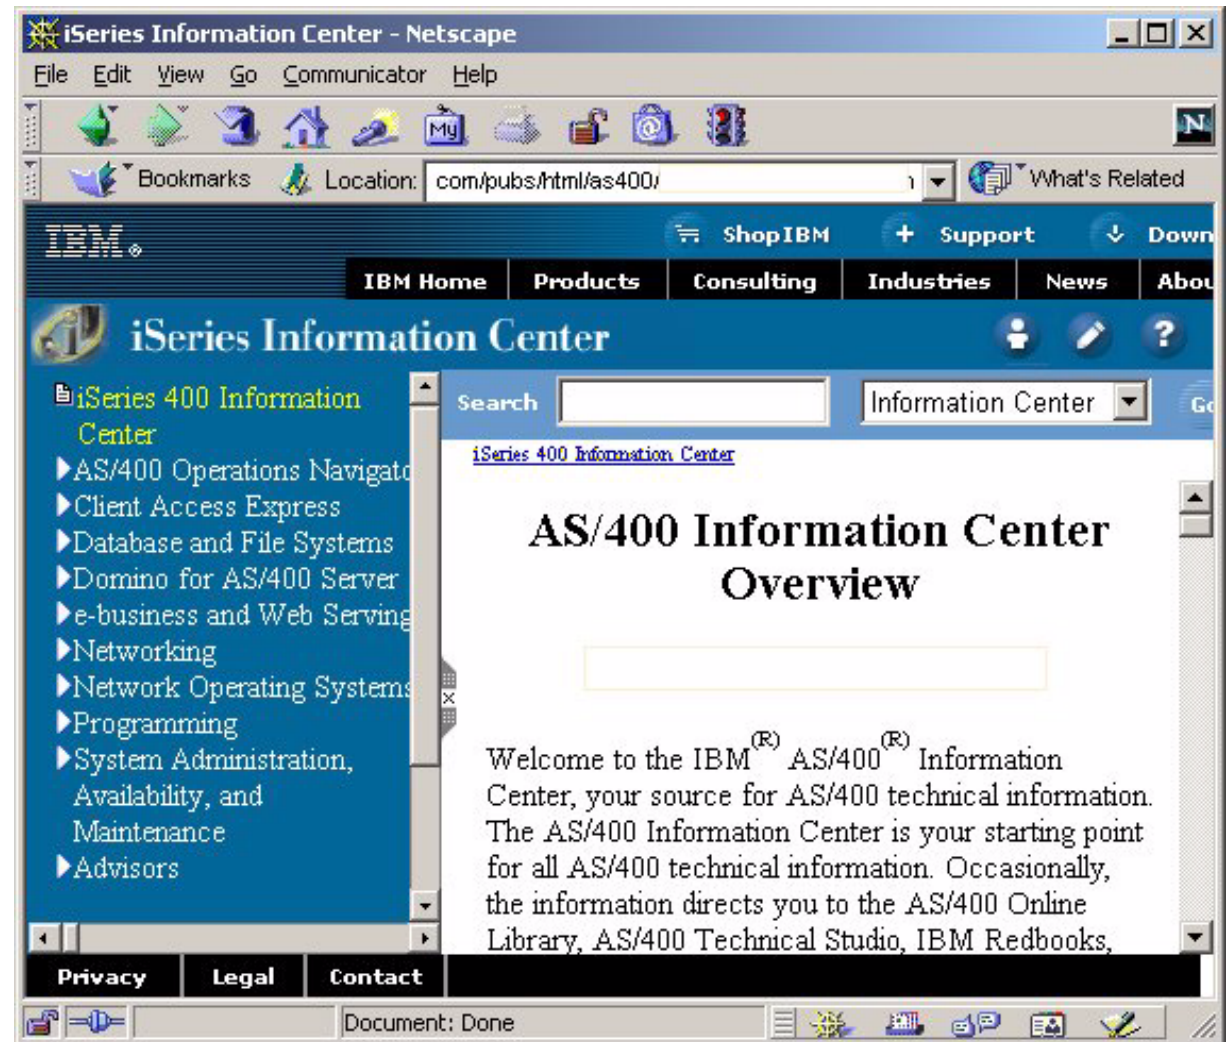 iSeries Information Center - Netscape
File Edit View Go Communicator Help
My
N
Bookmarks Location: com/pubs/html/as400/ What's Related
IBM
ShopIBM + Support Down
IBM Home Products Consulting Industries News Abou
iSeries Information Center ?
iSeries 400 Information
Center
AS/400 Operations Navigato
Client Access Express
Database and File Systems
Domino for AS/400 Server
e-business and Web Serving
Networking
Network Operating Systems
Programming
System Administration,
Availability, and
Maintenance
Advisors
Search Information Center Go
iSeries 400 Information Center
AS/400 Information Center
Overview
Welcome to the IBM(R) AS/400(R) Information
Center, your source for AS/400 technical information.
The AS/400 Information Center is your starting point
for all AS/400 technical information. Occasionally,
the information directs you to the AS/400 Online
Library, AS/400 Technical Studio, IBM Redbooks,
Privacy Legal Contact
Document: Done